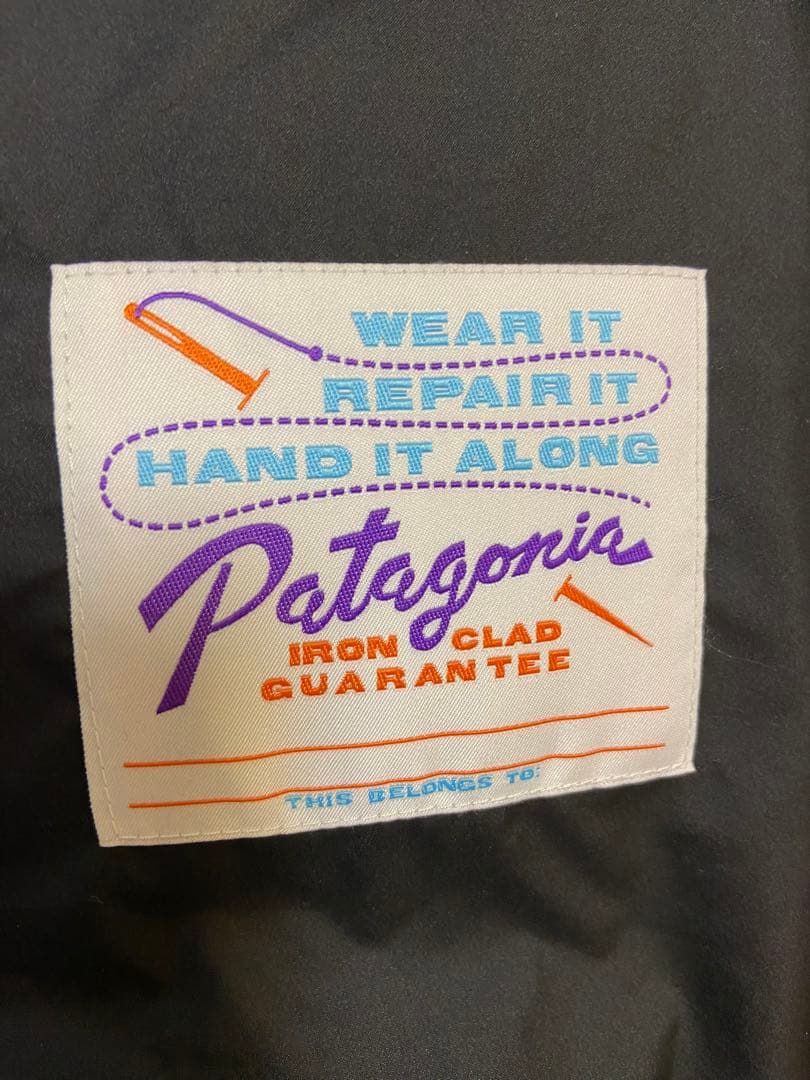 WEAR IT
REPAIR IT
HAND IT ALONG
Patagonia
IRON CLAD
GUARANTEE
THIS BELONGS TO: